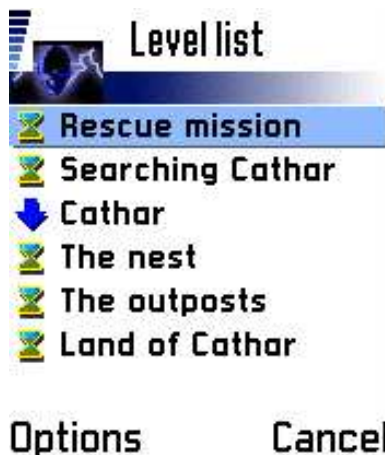 Level list
Rescue mission
Searching Cathar
Cathar
The nest
The outposts
Land of Cathar
Options Cancel